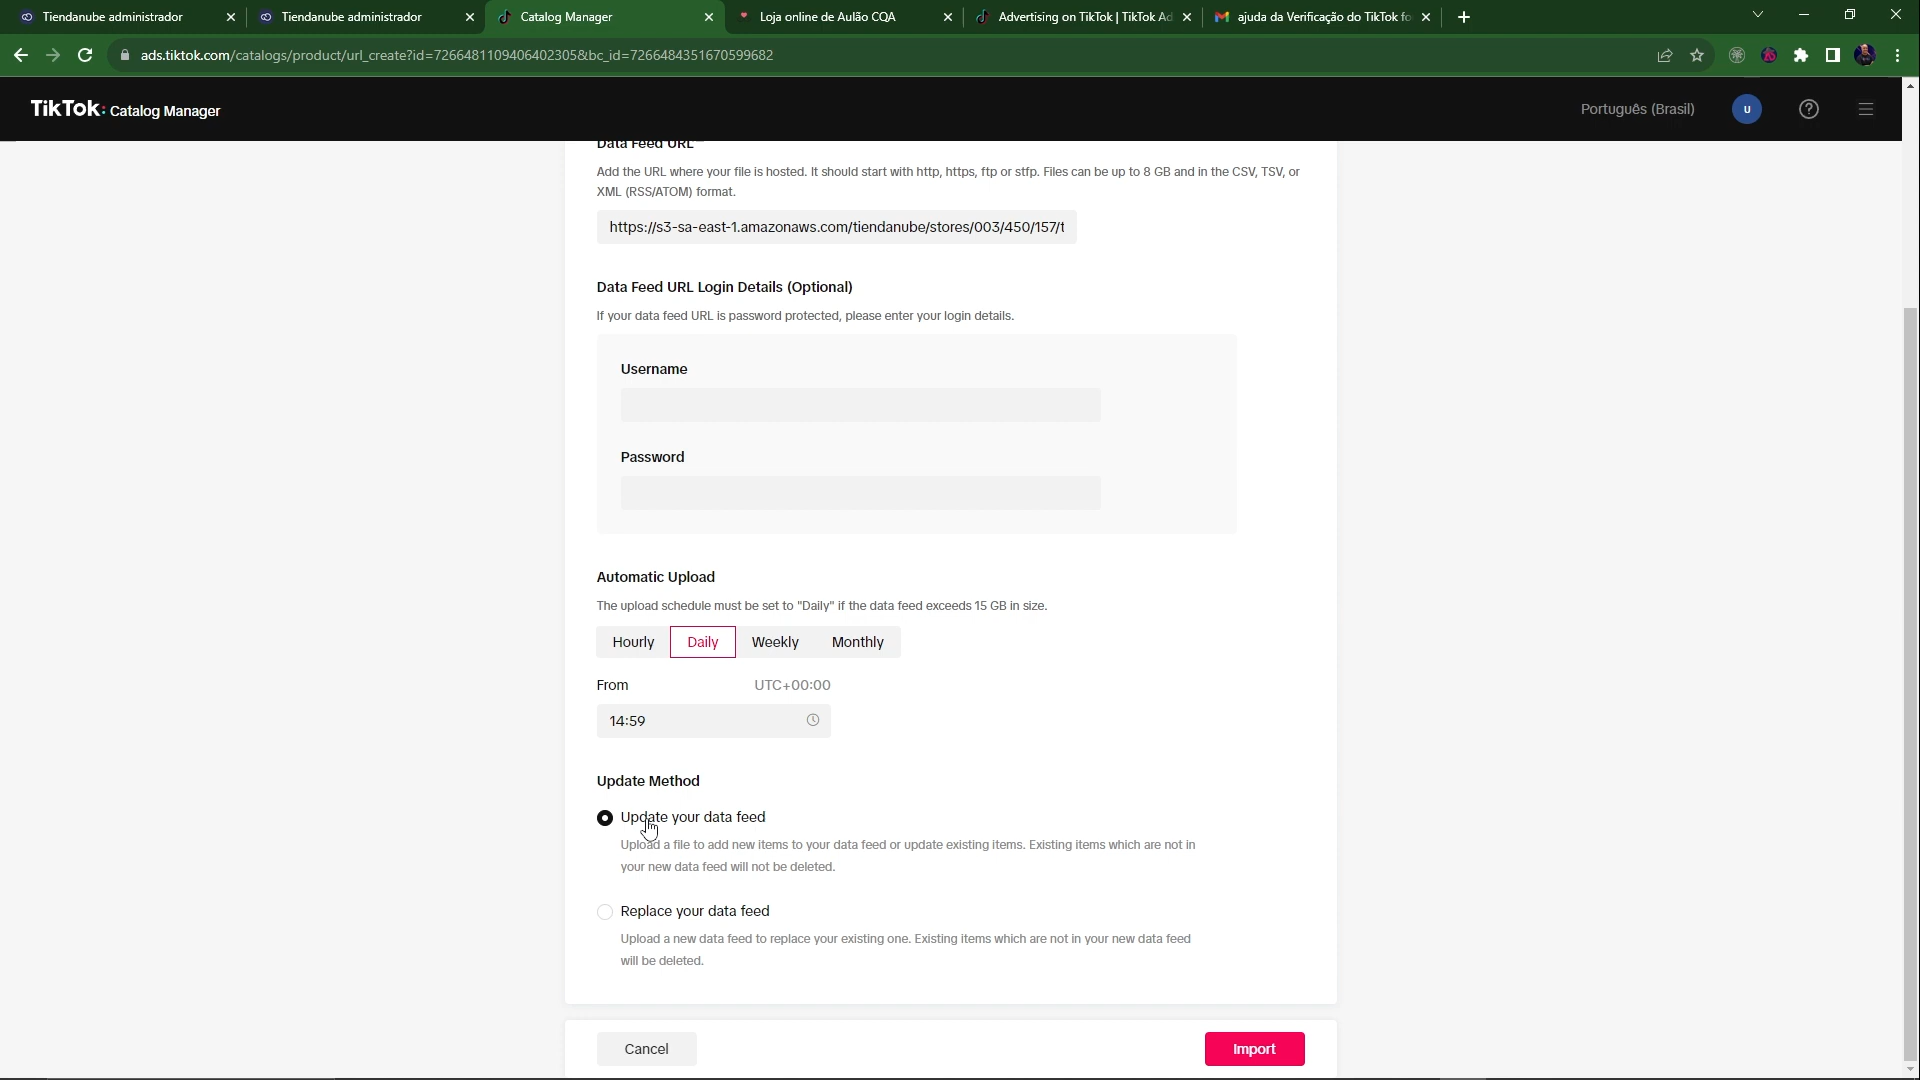 Tiendanube administrador
Tiendanube administrador
Catalog Manager
Loja online de Aulão CQA
Advertising on TikTok | TikTok Ad
ajuda da Verificação do TikTok fo
ads.tiktok.com/catalogs/product/url_create?id=7266481109406402305&bc_id=7266484351670599682
TikTok: Catalog Manager
Português (Brasil)
U
Data Feed URL
Add the URL where your file is hosted. It should start with http, https, ftp or stfp. Files can be up to 8 GB and in the CSV, TSV, or
XML (RSS/ATOM) format.
https://s3-sa-east-1.amazonaws.com/tiendanube/stores/003/450/157/t
Data Feed URL Login Details (Optional)
If your data feed URL is password protected, please enter your login details.
Username
Password
Automatic Upload
The upload schedule must be set to "Daily" if the data feed exceeds 15 GB in size.
Hourly Daily Weekly Monthly
From UTC+00:00
14:59
Update Method
Update your data feed
Upload a file to add new items to your data feed or update existing items. Existing items which are not in
your new data feed will not be deleted.
Replace your data feed
Upload a new data feed to replace your existing one. Existing items which are not in your new data feed
will be deleted.
Cancel Import